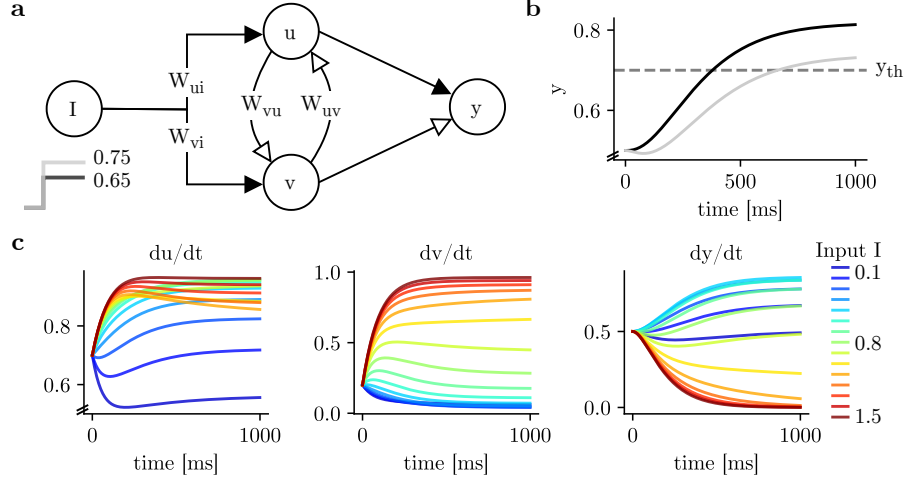 a
I
W_ui
W_vi
W_vu
W_uv
u
v
y
0.75
0.65
b
0.8
0.6
y
y_th
0
500
1000
time [ms]
c
du/dt
0.8
0.6
0
1000
time [ms]
dv/dt
1.0
0.5
0.0
0
1000
time [ms]
dy/dt
0.5
0.0
0
1000
time [ms]
Input I
0.1
0.8
1.5